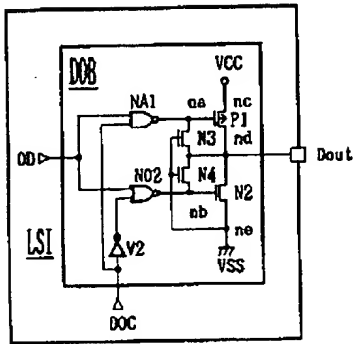 DOB
VCC
NA1
na
nc
P1
N3
nd
OD
Dout
NO2
N4
N2
nb
ne
LSI
V2
VSS
DOC